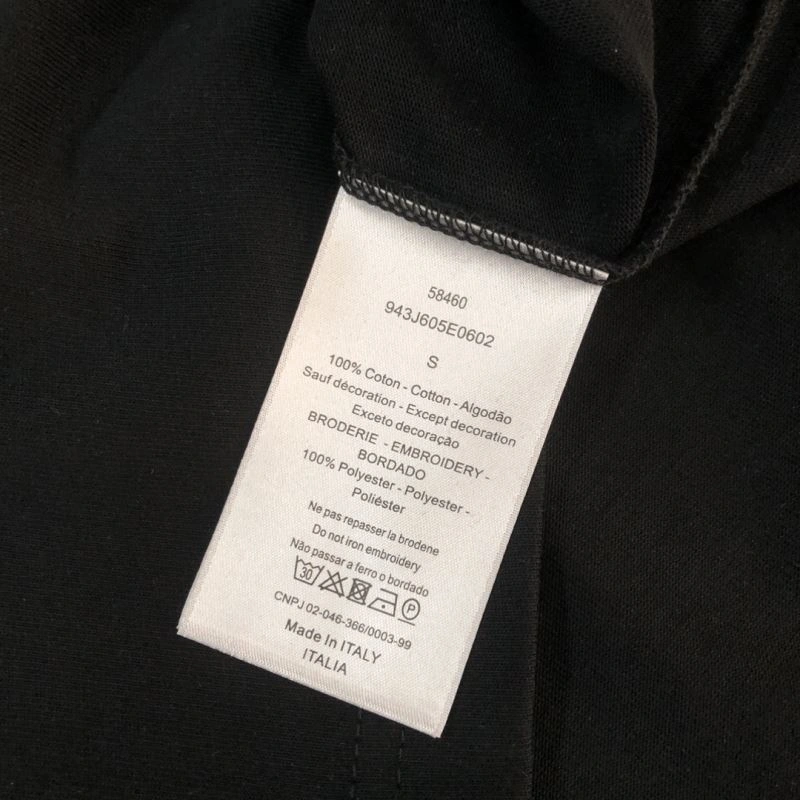 58460
943J605E0602
S
100% Coton - Cotton - Algodão
Sauf décoration - Except decoration
Exceto decoração
BRODERIE - EMBROIDERY -
BORDADO
100% Polyester - Polyester -
Poliéster
Ne pas repasser la brodene
Do not iron embroidery
Não passar a ferro o bordado
30 P
CNPJ 02-046-366/0003-99
Made In ITALY
ITALIA